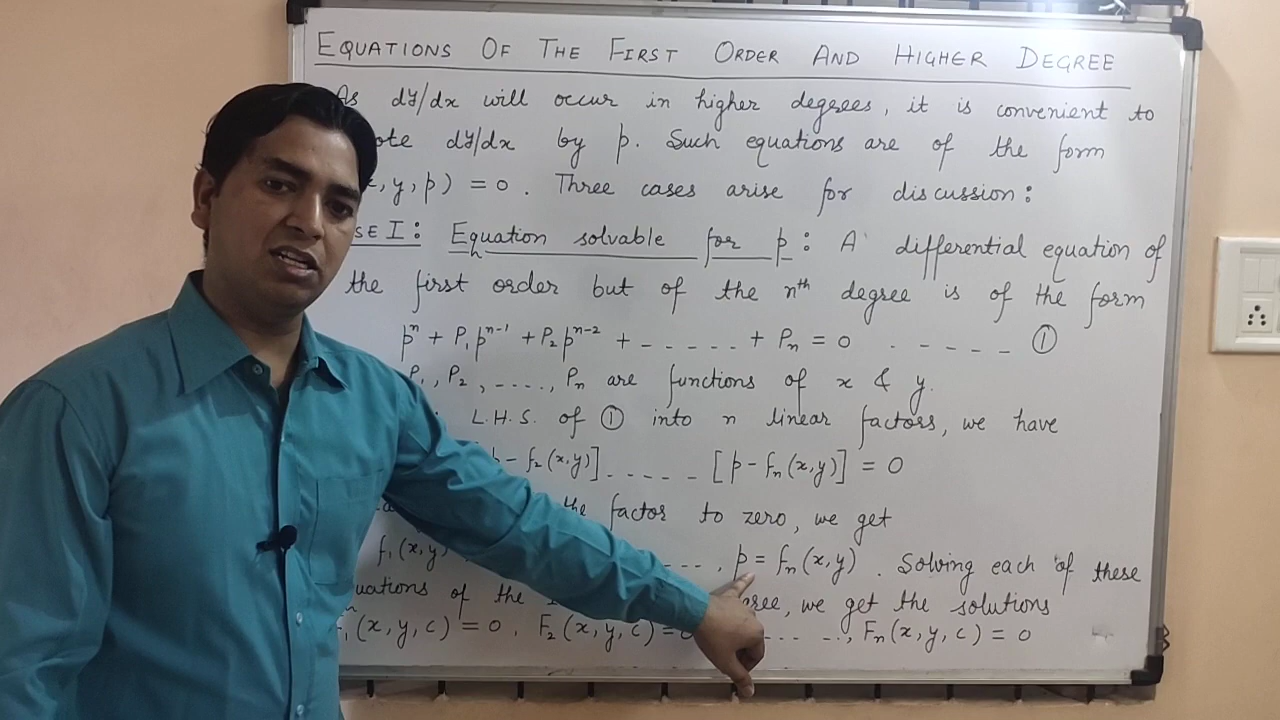 EQUATIONS OF THE FIRST ORDER AND HIGHER DEGREE
As dy/dx will occur in higher degrees, it is convenient to
ote dy/dx by p. Such equations are of the form
, y, p) = 0. Three cases arise for discussion:
SE I: Equation solvable for p: A differential equation of
the first order but of the nth degree is of the form
pⁿ + P₁pⁿ⁻¹ + P₂pⁿ⁻² + - - - - - + Pₙ = 0 - - - - - ①
P₁, P₂, ----, Pₙ are functions of x & y.
L.H.S. of ① into n linear factors, we have
p - f₂(x,y)] - - - - - [p - fₙ(x,y)] = 0
the factor to zero, we get
f₁(x,y) - - - , p = fₙ(x,y). Solving each of these
uations of the gree, we get the solutions
F₁(x,y,c) = 0, F₂(x,y,c) = 0 - - - - -, Fₙ(x,y,c) = 0